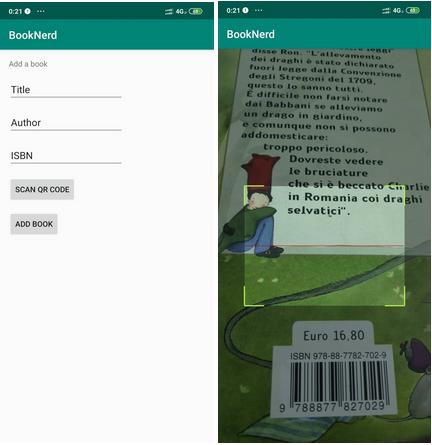 0:21
4G
BookNerd
Add a book
Title
Author
ISBN
SCAN QR CODE
ADD BOOK
0:21
4G
BookNerd
disse Ron. "L'allevamento
dei draghi è stato dichiarato
fuori legge dalla Convenzione
degli Stregoni del 1709,
questo lo sanno tutti.
È difficile non farsi notare
dai Babbani se alleviamo
un drago in giardino,
e comunque non si possono
addomesticare:
troppo pericoloso.
Dovreste vedere
le bruciature
che si è beccato Charlie
in Romania coi draghi
selvatici".
Euro 16,80
ISBN 978-88-7782-702-9
9 788877 827029